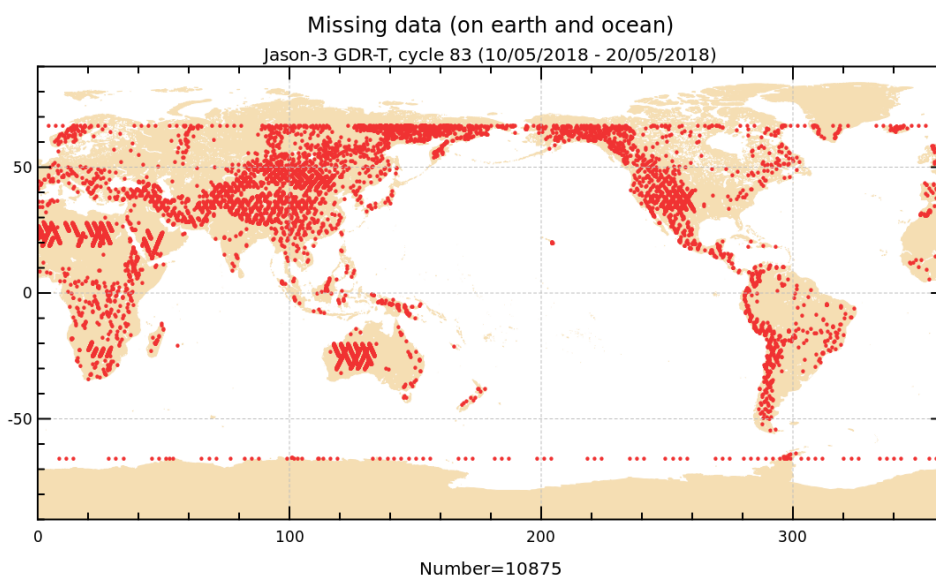 Missing data (on earth and ocean)
Jason-3 GDR-T, cycle 83 (10/05/2018 - 20/05/2018)
50
0
-50
0 100 200 300
Number=10875